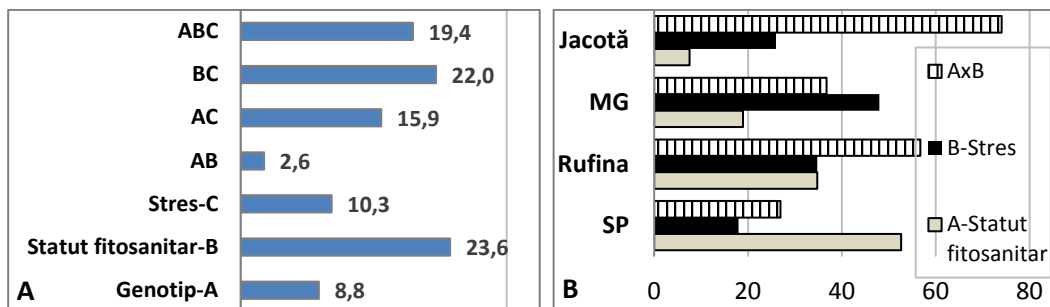 ABC
19,4
BC
22,0
AC
15,9
AB
2,6
Stres-C
10,3
Statut fitosanitar-B
23,6
Genotip-A
8,8
A
Jacotă
MG
Rufina
SP
AxB
B-Stres
A-Statut
fitosanitar
B
0 20 40 60 80